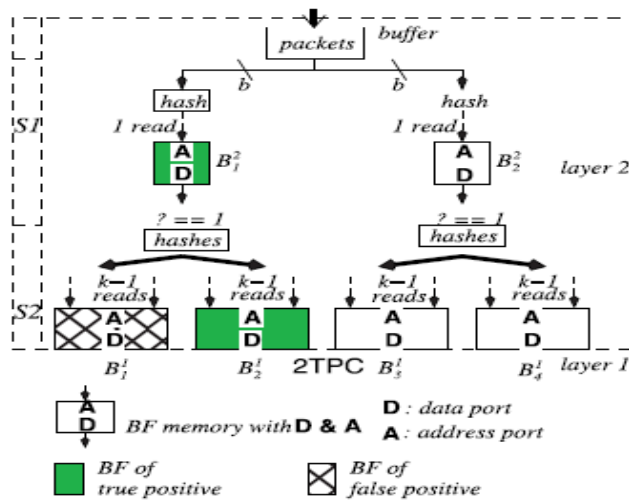 packets
buffer
b
b
hash
hash
S1
1 read
1 read
A
D
B₁²
A
D
B₂²
layer 2
? == 1
? == 1
hashes
hashes
S2
k−1 reads
k−1 reads
k−1 reads
k−1 reads
A
D
A
D
A
D
A
D
B₁¹
B₂¹
2TPC
B₃¹
B₄¹
layer 1
A
D
BF memory with D & A
D : data port
A : address port
BF of
true positive
BF of
false positive